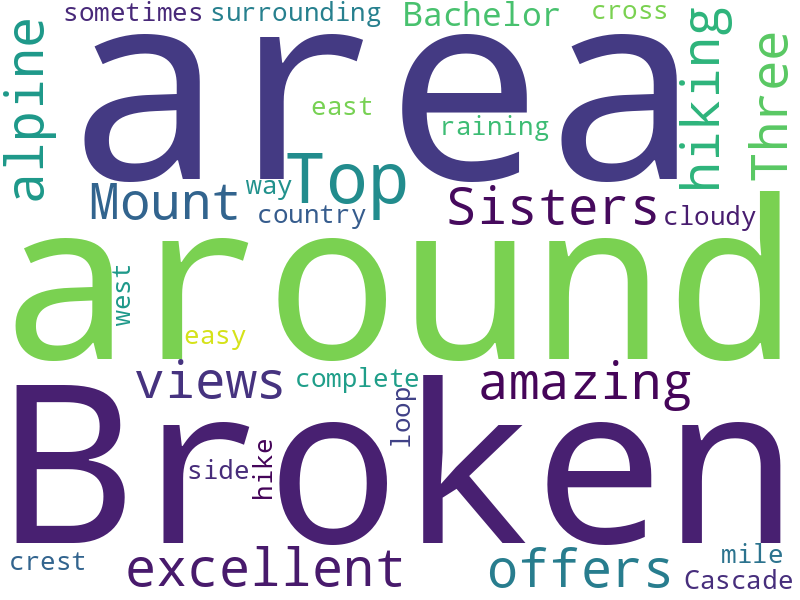 sometimes
surrounding
Bachelor
cross
alpine
area
hiking
Three
east
raining
Mount
way
Top
country
Sisters
cloudy
around
west
easy
views
complete
amazing
Broken
loop
side
hike
crest
excellent
offers
mile
Cascade